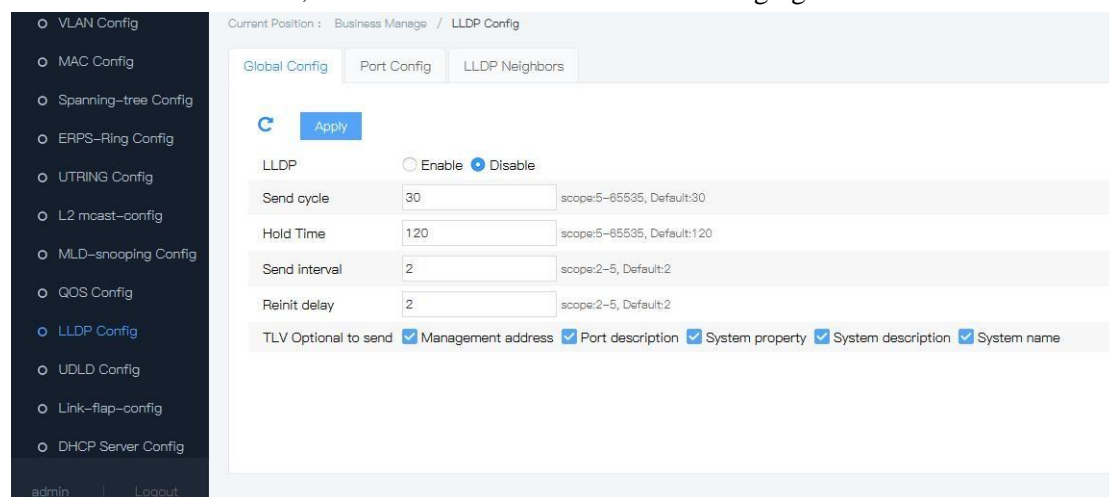 VLAN Config
MAC Config
Spanning-tree Config
ERPS-Ring Config
UTRING Config
L2 mcast-config
MLD-snooping Config
QOS Config
LLDP Config
UDLD Config
Link-flap-config
DHCP Server Config
admin | Logout
Current Position : Business Manage / LLDP Config
Global Config Port Config LLDP Neighbors
Apply
LLDP Enable Disable
Send cycle 30 scope:5-65535, Default:30
Hold Time 120 scope:5-65535, Default:120
Send interval 2 scope:2-5, Default:2
Reinit delay 2 scope:2-5, Default:2
TLV Optional to send Management address Port description System property System description System name